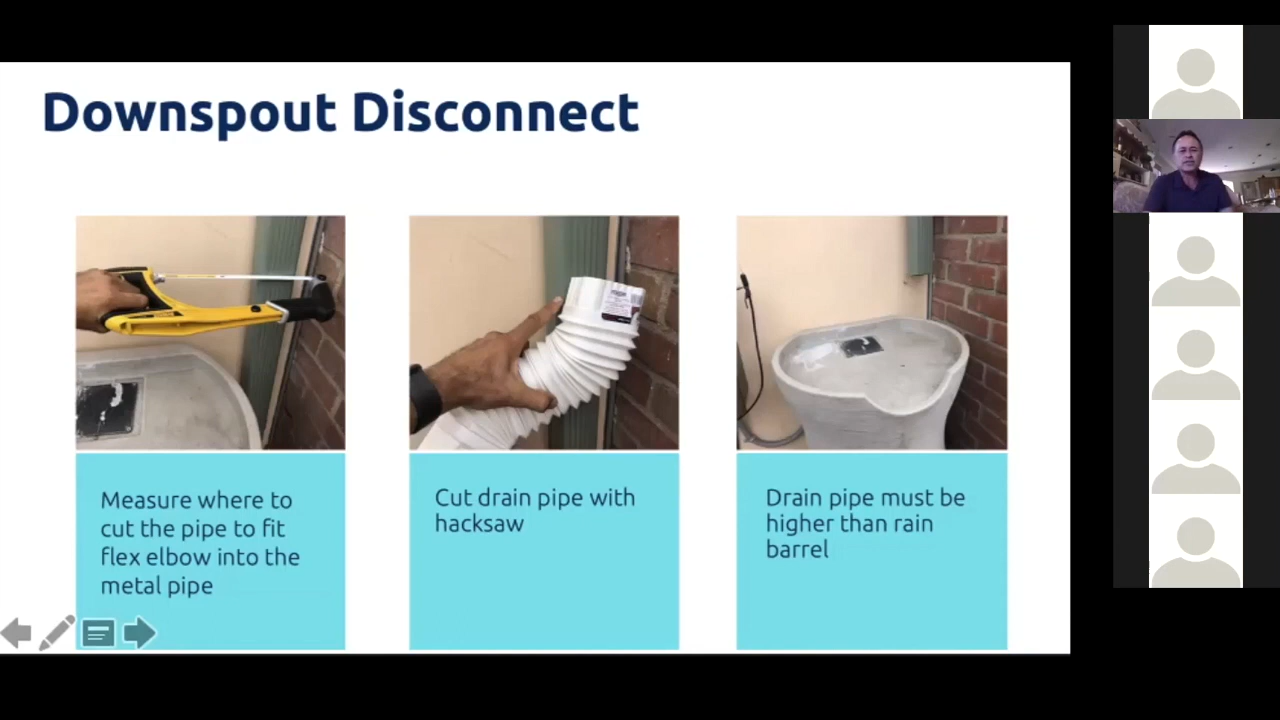 Downspout Disconnect
Measure where to
cut the pipe to fit
flex elbow into the
metal pipe
Cut drain pipe with
hacksaw
Drain pipe must be
higher than rain
barrel